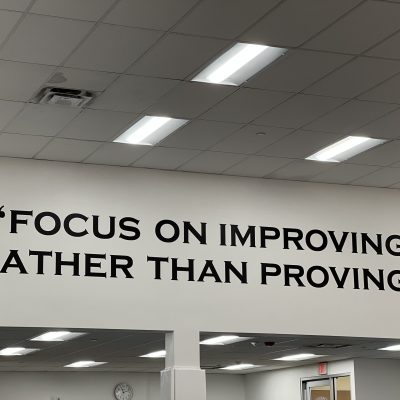 “FOCUS ON IMPROVING
ATHER THAN PROVING